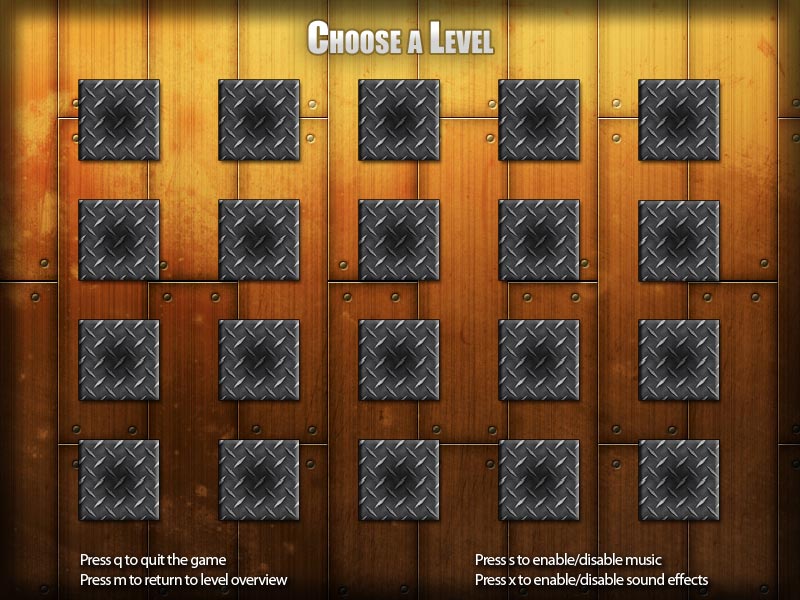 Choose a Level
Press q to quit the game
Press m to return to level overview
Press s to enable/disable music
Press x to enable/disable sound effects